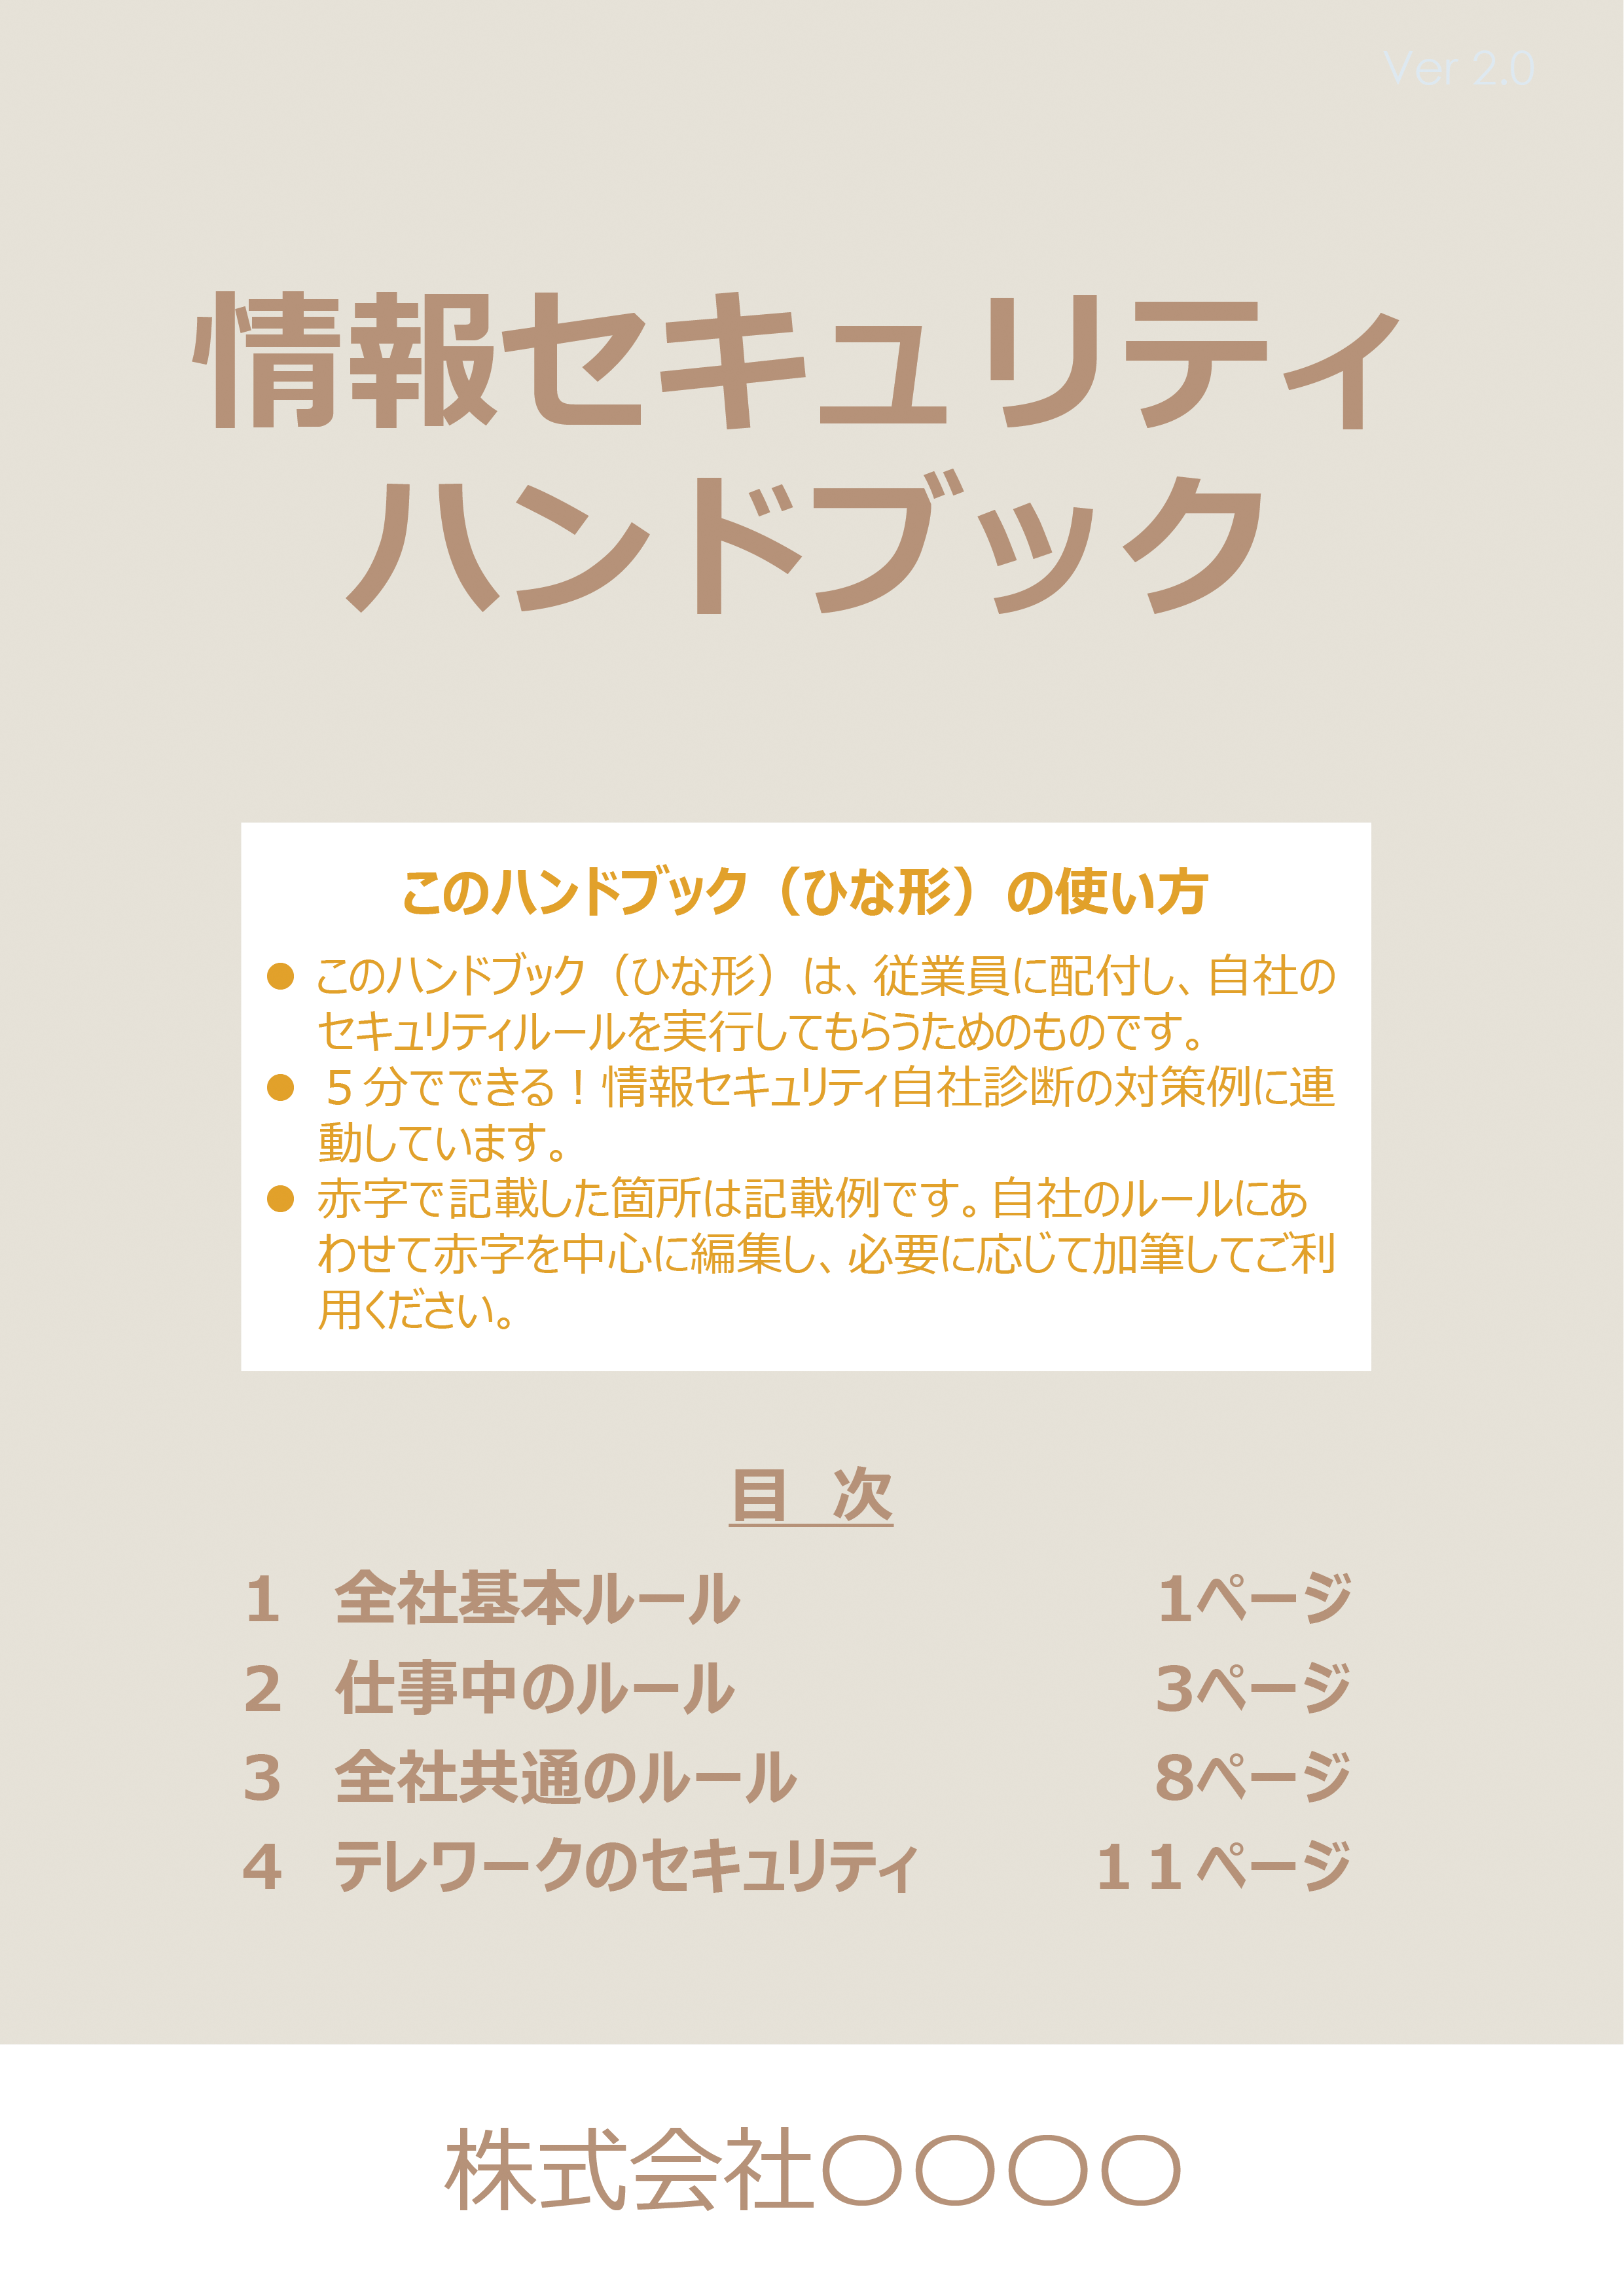 Ver 2.0
情報セキュリティ
ハンドブック
このハンドブック（ひな形）の使い方
● このハンドブック（ひな形）は、従業員に配付し、自社の
セキュリティルールを実行してもらうためのものです。
● ５分でできる！情報セキュリティ自社診断の対策例に連
動しています。
● 赤字で記載した箇所は記載例です。自社のルールにあ
わせて赤字を中心に編集し、必要に応じて加筆してご利
用ください。
目 次
1 全社基本ルール 1ページ
2 仕事中のルール 3ページ
3 全社共通のルール 8ページ
4 テレワークのセキュリティ １１ページ
株式会社〇〇〇〇